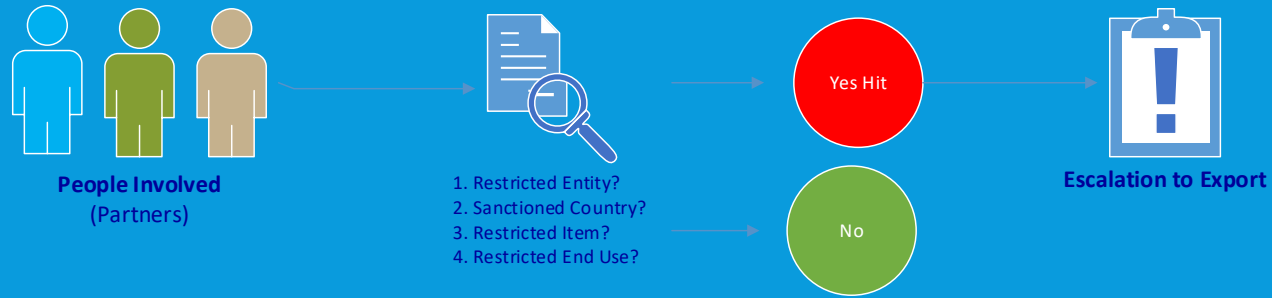 People Involved
(Partners)
1. Restricted Entity?
2. Sanctioned Country?
3. Restricted Item?
4. Restricted End Use?
Yes Hit
No
Escalation to Export